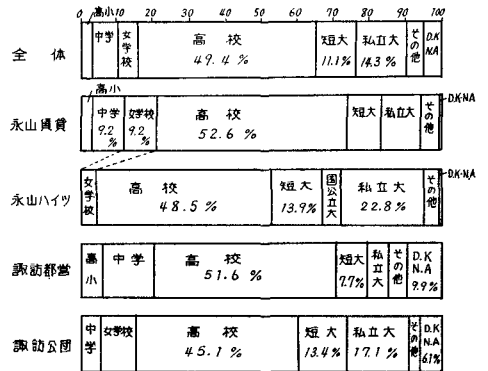 0 10 20 30 40 50 60 70 80 90 100
高小
全体 中学 女学校 高校 49.4% 短大 11.1% 私立大 14.3% その他 D.K N.A
高小
永山賃貸 中学 9.2% 女学校 9.2% 高校 52.6% 短大 私立大 その他 D.K・N.A
永山ハイツ 女学校 高校 48.5% 短大 13.9% 国公立大 私立大 22.8% その他 D.K・N.A
諏訪都営 高小 中学 高校 51.6% 短大 7.7% 私立大 その他 D.K N.A 9.9%
諏訪公団 中学 女学校 高校 45.1% 短大 13.4% 私立大 17.1% その他 D.K N.A 6.1%